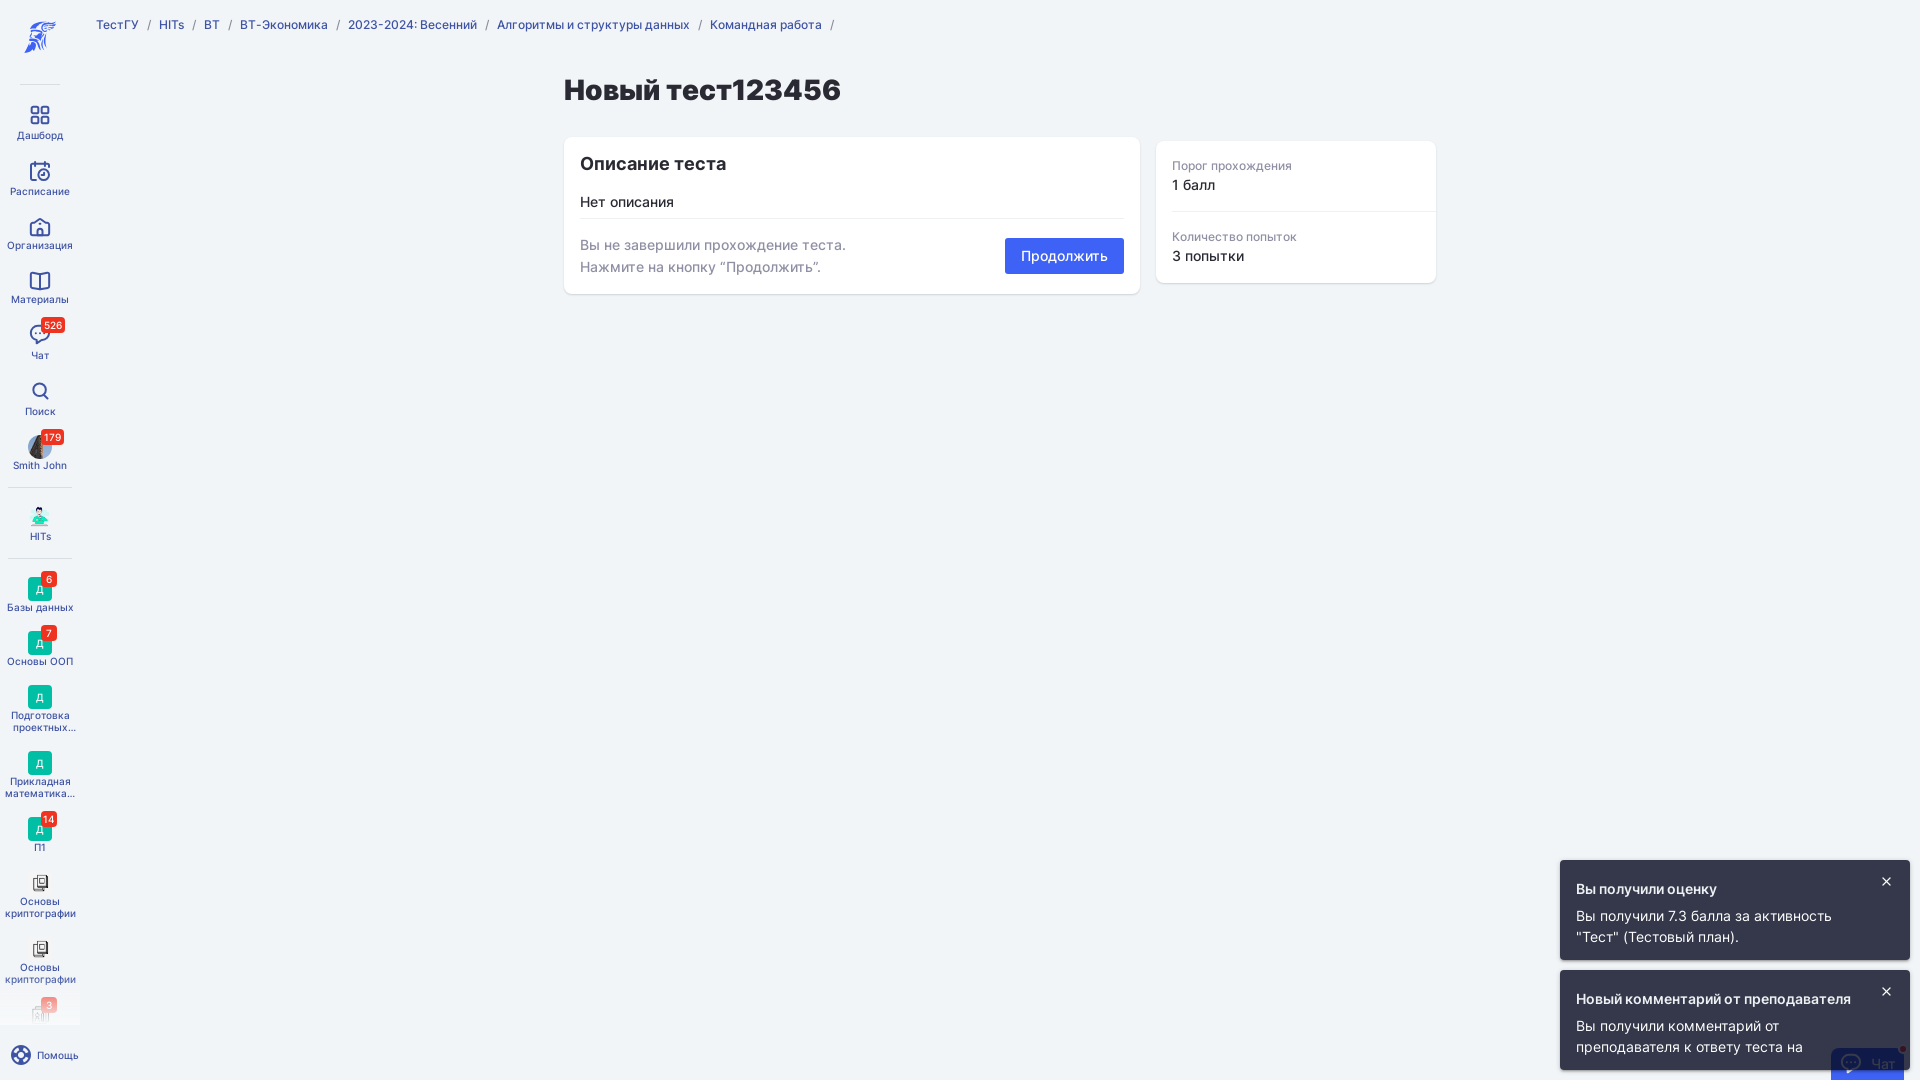 ТестГУ / HITs / ВТ / ВТ-Экономика / 2023-2024: Весенний / Алгоритмы и структуры данных / Командная работа /
Новый тест123456
Описание теста
Нет описания
Вы не завершили прохождение теста.
Нажмите на кнопку “Продолжить”.
Продолжить
Порог прохождения
1 балл
Количество попыток
3 попытки
Дашборд
Расписание
Организация
Материалы
526
Чат
Поиск
179
Smith John
HITs
6
Д
Базы данных
7
Д
Основы ООП
Д
Подготовка
проектных...
Д
Прикладная
математика...
14
Д
П1
Основы
криптографии
Основы
криптографии
3
Помощь
Вы получили оценку
Вы получили 7.3 балла за активность
"Тест" (Тестовый план).
Новый комментарий от преподавателя
Вы получили комментарий от
преподавателя к ответу теста на
Чат